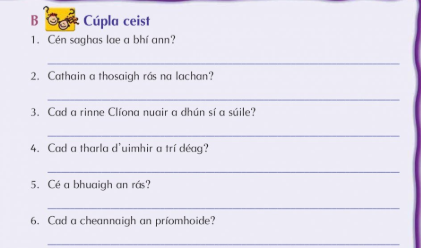 B Cúpla ceist
1. Cén saghas lae a bhí ann?
2. Cathain a thosaigh rás na lachan?
3. Cad a rinne Clíona nuair a dhún sí a súile?
4. Cad a tharla d'uimhir a trí déag?
5. Cé a bhuaigh an rás?
6. Cad a cheannaigh an príomhoide?